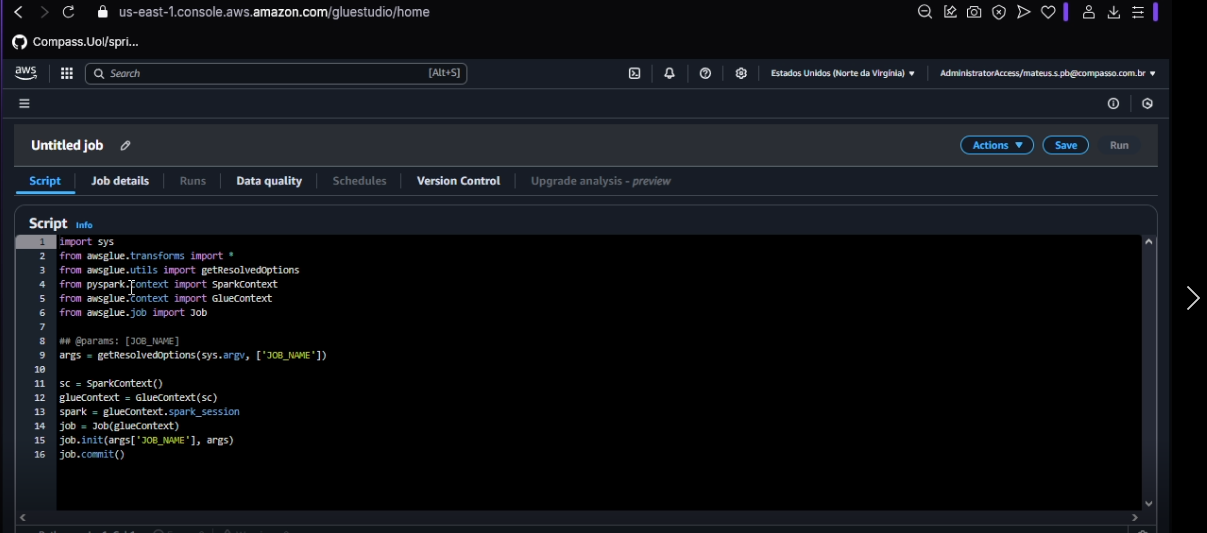 us-east-1.console.aws.amazon.com/gluestudio/home
Compass.Uol/spri...
aws
Search
[Alt+S]
Estados Unidos (Norte da Virgínia) ▼
AdministratorAccess/mateus.s.pb@compasso.com.br ▼
Untitled job
Actions ▼
Save
Run
Script
Job details
Runs
Data quality
Schedules
Version Control
Upgrade analysis - preview
Script Info
1 import sys
2 from awsglue.transforms import *
3 from awsglue.utils import getResolvedOptions
4 from pyspark.context import SparkContext
5 from awsglue.context import GlueContext
6 from awsglue.job import Job
7
8 ## @params: [JOB_NAME]
9 args = getResolvedOptions(sys.argv, ['JOB_NAME'])
10
11 sc = SparkContext()
12 glueContext = GlueContext(sc)
13 spark = glueContext.spark_session
14 job = Job(glueContext)
15 job.init(args['JOB_NAME'], args)
16 job.commit()